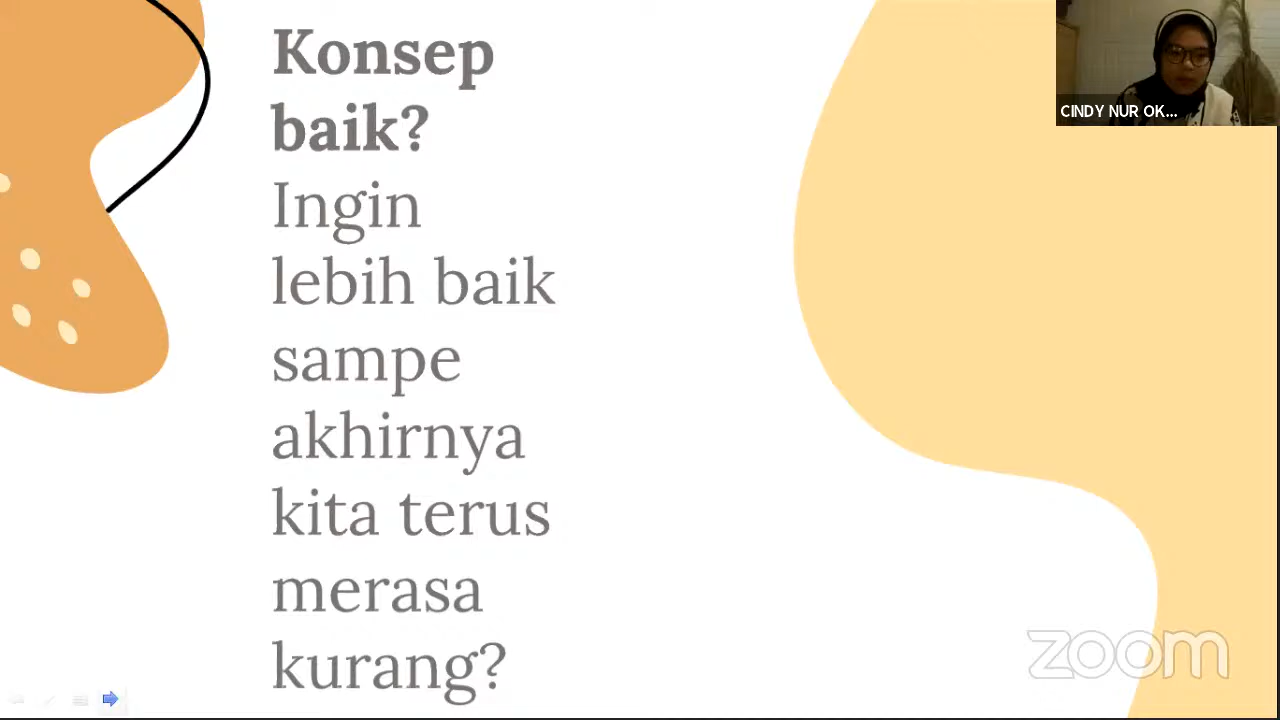 Konsep
baik?
Ingin
lebih baik
sampe
akhirnya
kita terus
merasa
kurang?
CINDY NUR OK...
zoom